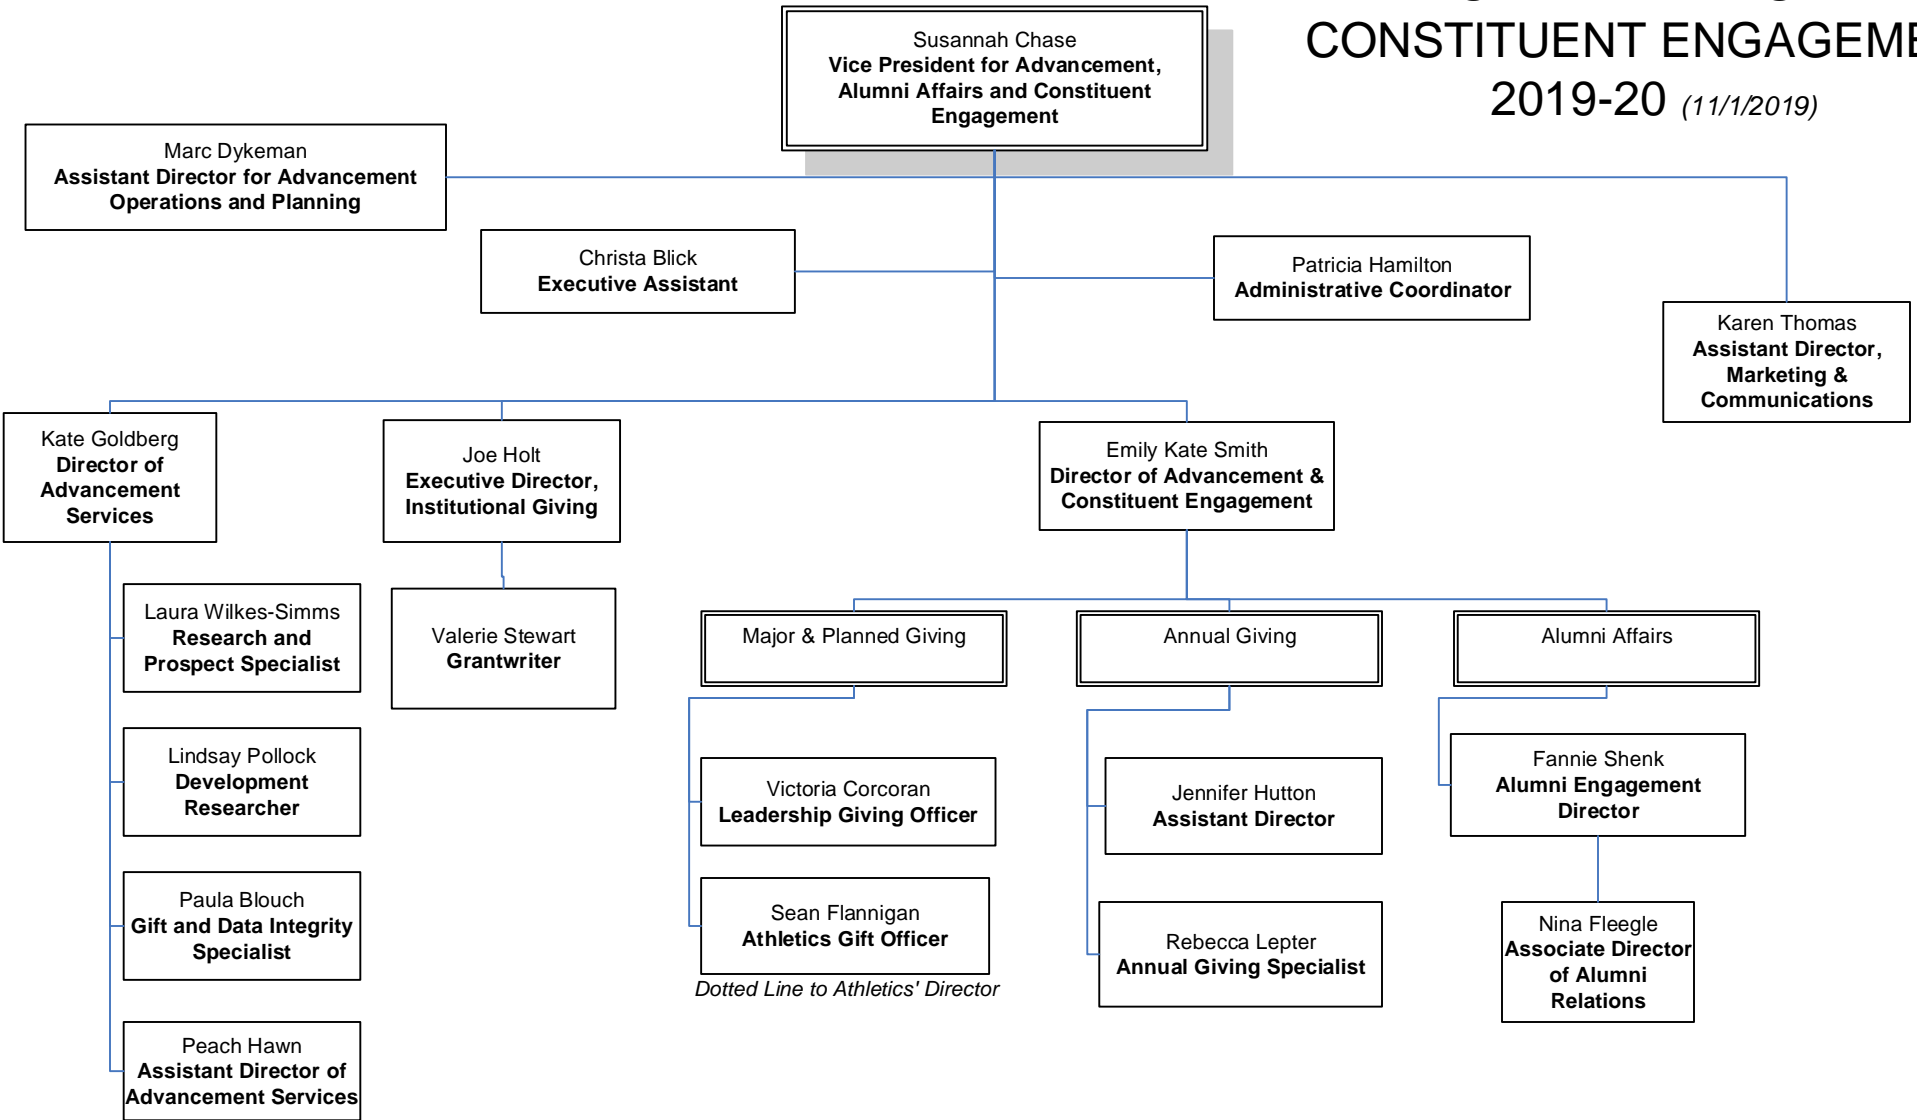 CONSTITUENT ENGAGEME
2019-20 (11/1/2019)
Susannah Chase
Vice President for Advancement,
Alumni Affairs and Constituent
Engagement
Marc Dykeman
Assistant Director for Advancement
Operations and Planning
Christa Blick
Executive Assistant
Patricia Hamilton
Administrative Coordinator
Karen Thomas
Assistant Director,
Marketing &
Communications
Kate Goldberg
Director of
Advancement
Services
Joe Holt
Executive Director,
Institutional Giving
Emily Kate Smith
Director of Advancement &
Constituent Engagement
Laura Wilkes-Simms
Research and
Prospect Specialist
Valerie Stewart
Grantwriter
Major & Planned Giving
Annual Giving
Alumni Affairs
Lindsay Pollock
Development
Researcher
Victoria Corcoran
Leadership Giving Officer
Jennifer Hutton
Assistant Director
Fannie Shenk
Alumni Engagement
Director
Paula Blouch
Gift and Data Integrity
Specialist
Sean Flannigan
Athletics Gift Officer
Dotted Line to Athletics' Director
Rebecca Lepter
Annual Giving Specialist
Nina Fleegle
Associate Director
of Alumni
Relations
Peach Hawn
Assistant Director of
Advancement Services